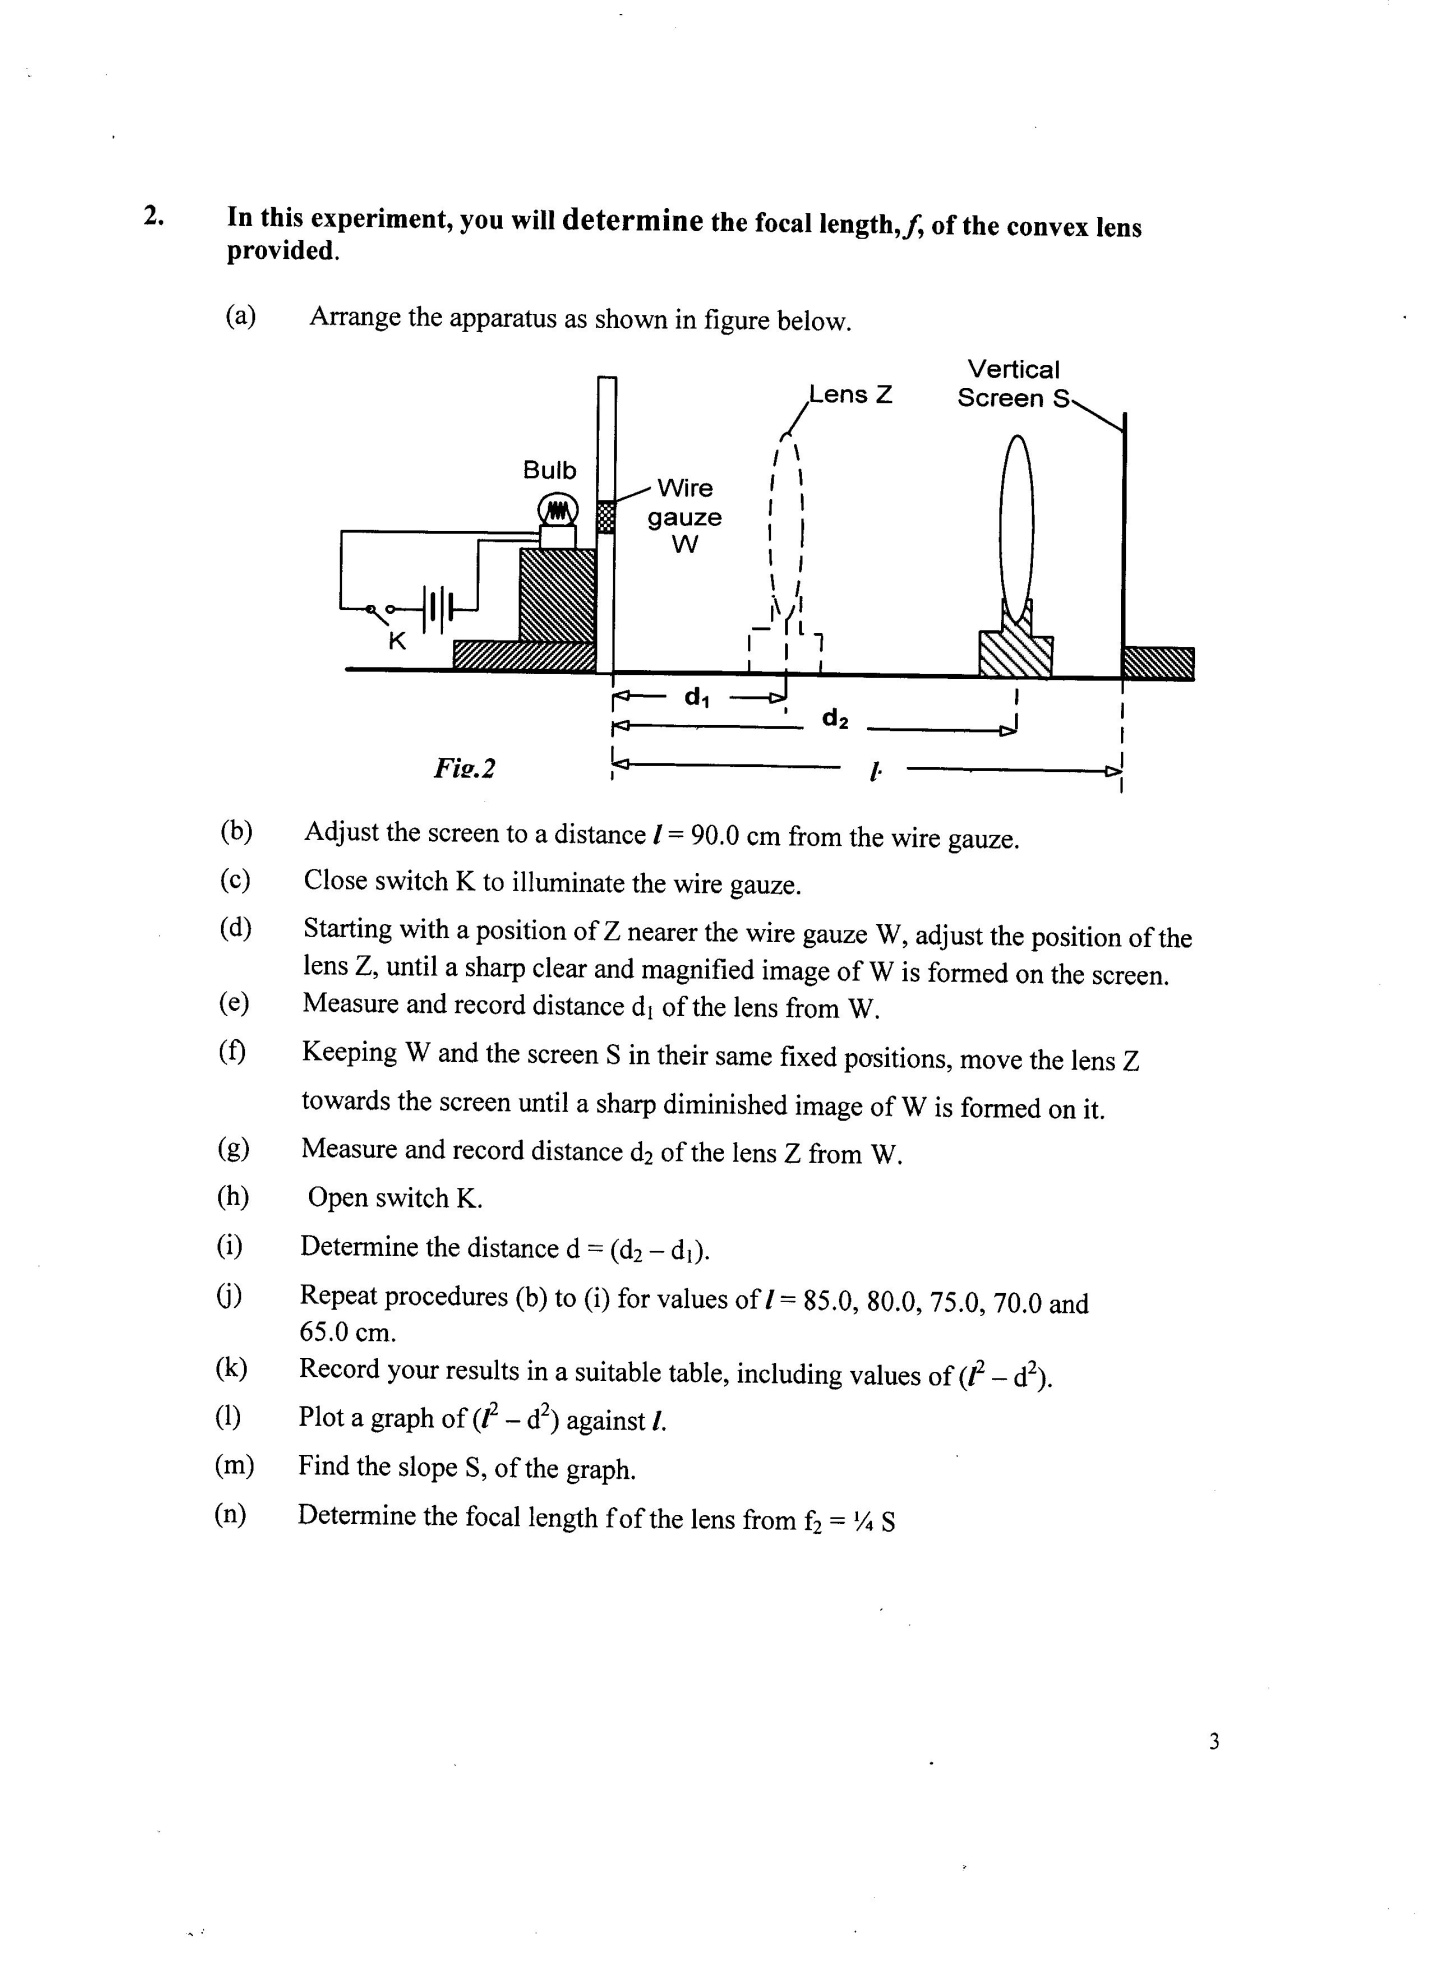 2. In this experiment, you will determine the focal length, f, of the convex lens
provided.
(a) Arrange the apparatus as shown in figure below.
Vertical
Screen S
Lens Z
Bulb
Wire
gauze
W
K
d₁
d₂
l
Fig.2
(b) Adjust the screen to a distance l = 90.0 cm from the wire gauze.
(c) Close switch K to illuminate the wire gauze.
(d) Starting with a position of Z nearer the wire gauze W, adjust the position of the
lens Z, until a sharp clear and magnified image of W is formed on the screen.
(e) Measure and record distance d₁ of the lens from W.
(f) Keeping W and the screen S in their same fixed positions, move the lens Z
towards the screen until a sharp diminished image of W is formed on it.
(g) Measure and record distance d₂ of the lens Z from W.
(h) Open switch K.
(i) Determine the distance d = (d₂ – d₁).
(j) Repeat procedures (b) to (i) for values of l = 85.0, 80.0, 75.0, 70.0 and
65.0 cm.
(k) Record your results in a suitable table, including values of (l² – d²).
(l) Plot a graph of (l² – d²) against l.
(m) Find the slope S, of the graph.
(n) Determine the focal length f of the lens from f₂ = ¼ S
3